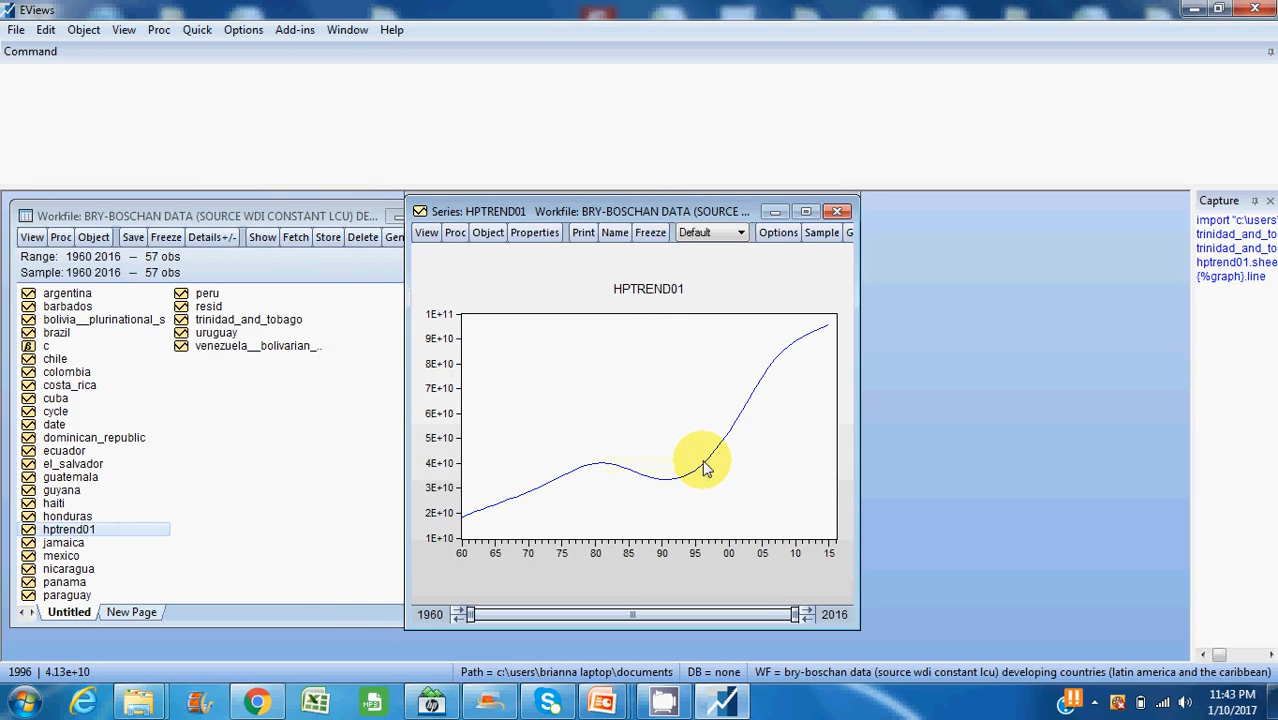 EViews
File Edit Object View Proc Quick Options Add-ins Window Help
Command
Workfile: BRY-BOSCHAN DATA (SOURCE WDI CONSTANT LCU) DE...
View Proc Object Save Freeze Details+/- Show Fetch Store Delete Gen
Range: 1960 2016 — 57 obs
Sample: 1960 2016 — 57 obs
argentina
barbados
bolivia__plurinational_s
brazil
c
chile
colombia
costa_rica
cuba
cycle
date
dominican_republic
ecuador
el_salvador
guatemala
guyana
haiti
honduras
hptrend01
jamaica
mexico
nicaragua
panama
paraguay
peru
resid
trinidad_and_tobago
uruguay
venezuela__bolivarian_..
Untitled New Page
Series: HPTREND01 Workfile: BRY-BOSCHAN DATA (SOURCE ...
View Proc Object Properties Print Name Freeze Default Options Sample G
HPTREND01
1E+11
9E+10
8E+10
7E+10
6E+10
5E+10
4E+10
3E+10
2E+10
1E+10
60 65 70 75 80 85 90 95 00 05 10 15
1960 2016
Capture
import "c:\users
trinidad_and_to
trinidad_and_to
hptrend01.shee
{%graph}.line
1996 | 4.13e+10 Path = c:\users\brianna laptop\documents DB = none WF = bry-boschan data (source wdi constant lcu) developing countries (latin america and the caribbean)
MP3
hp
11:43 PM
1/10/2017